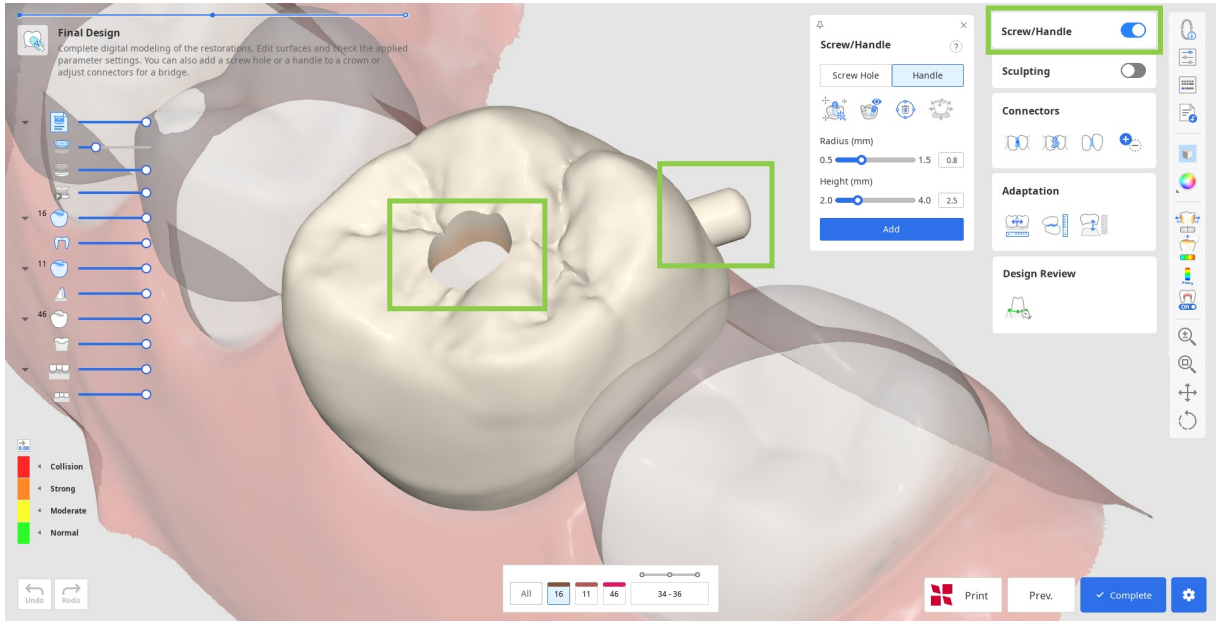 Final Design
Complete digital modeling of the restorations. Edit surfaces and check the applied
parameter settings. You can also add a screw hole or a handle to a crown or
adjust connectors for a bridge.
16
11
46
0.00
Collision
Strong
Moderate
Normal
Undo
Redo
All
16
11
46
34 - 36
Screw/Handle
?
Screw Hole
Handle
Radius (mm)
0.5
1.5
0.8
Height (mm)
2.0
4.0
2.5
Add
Screw/Handle
Sculpting
Connectors
Adaptation
Design Review
ON
Print
Prev.
Complete